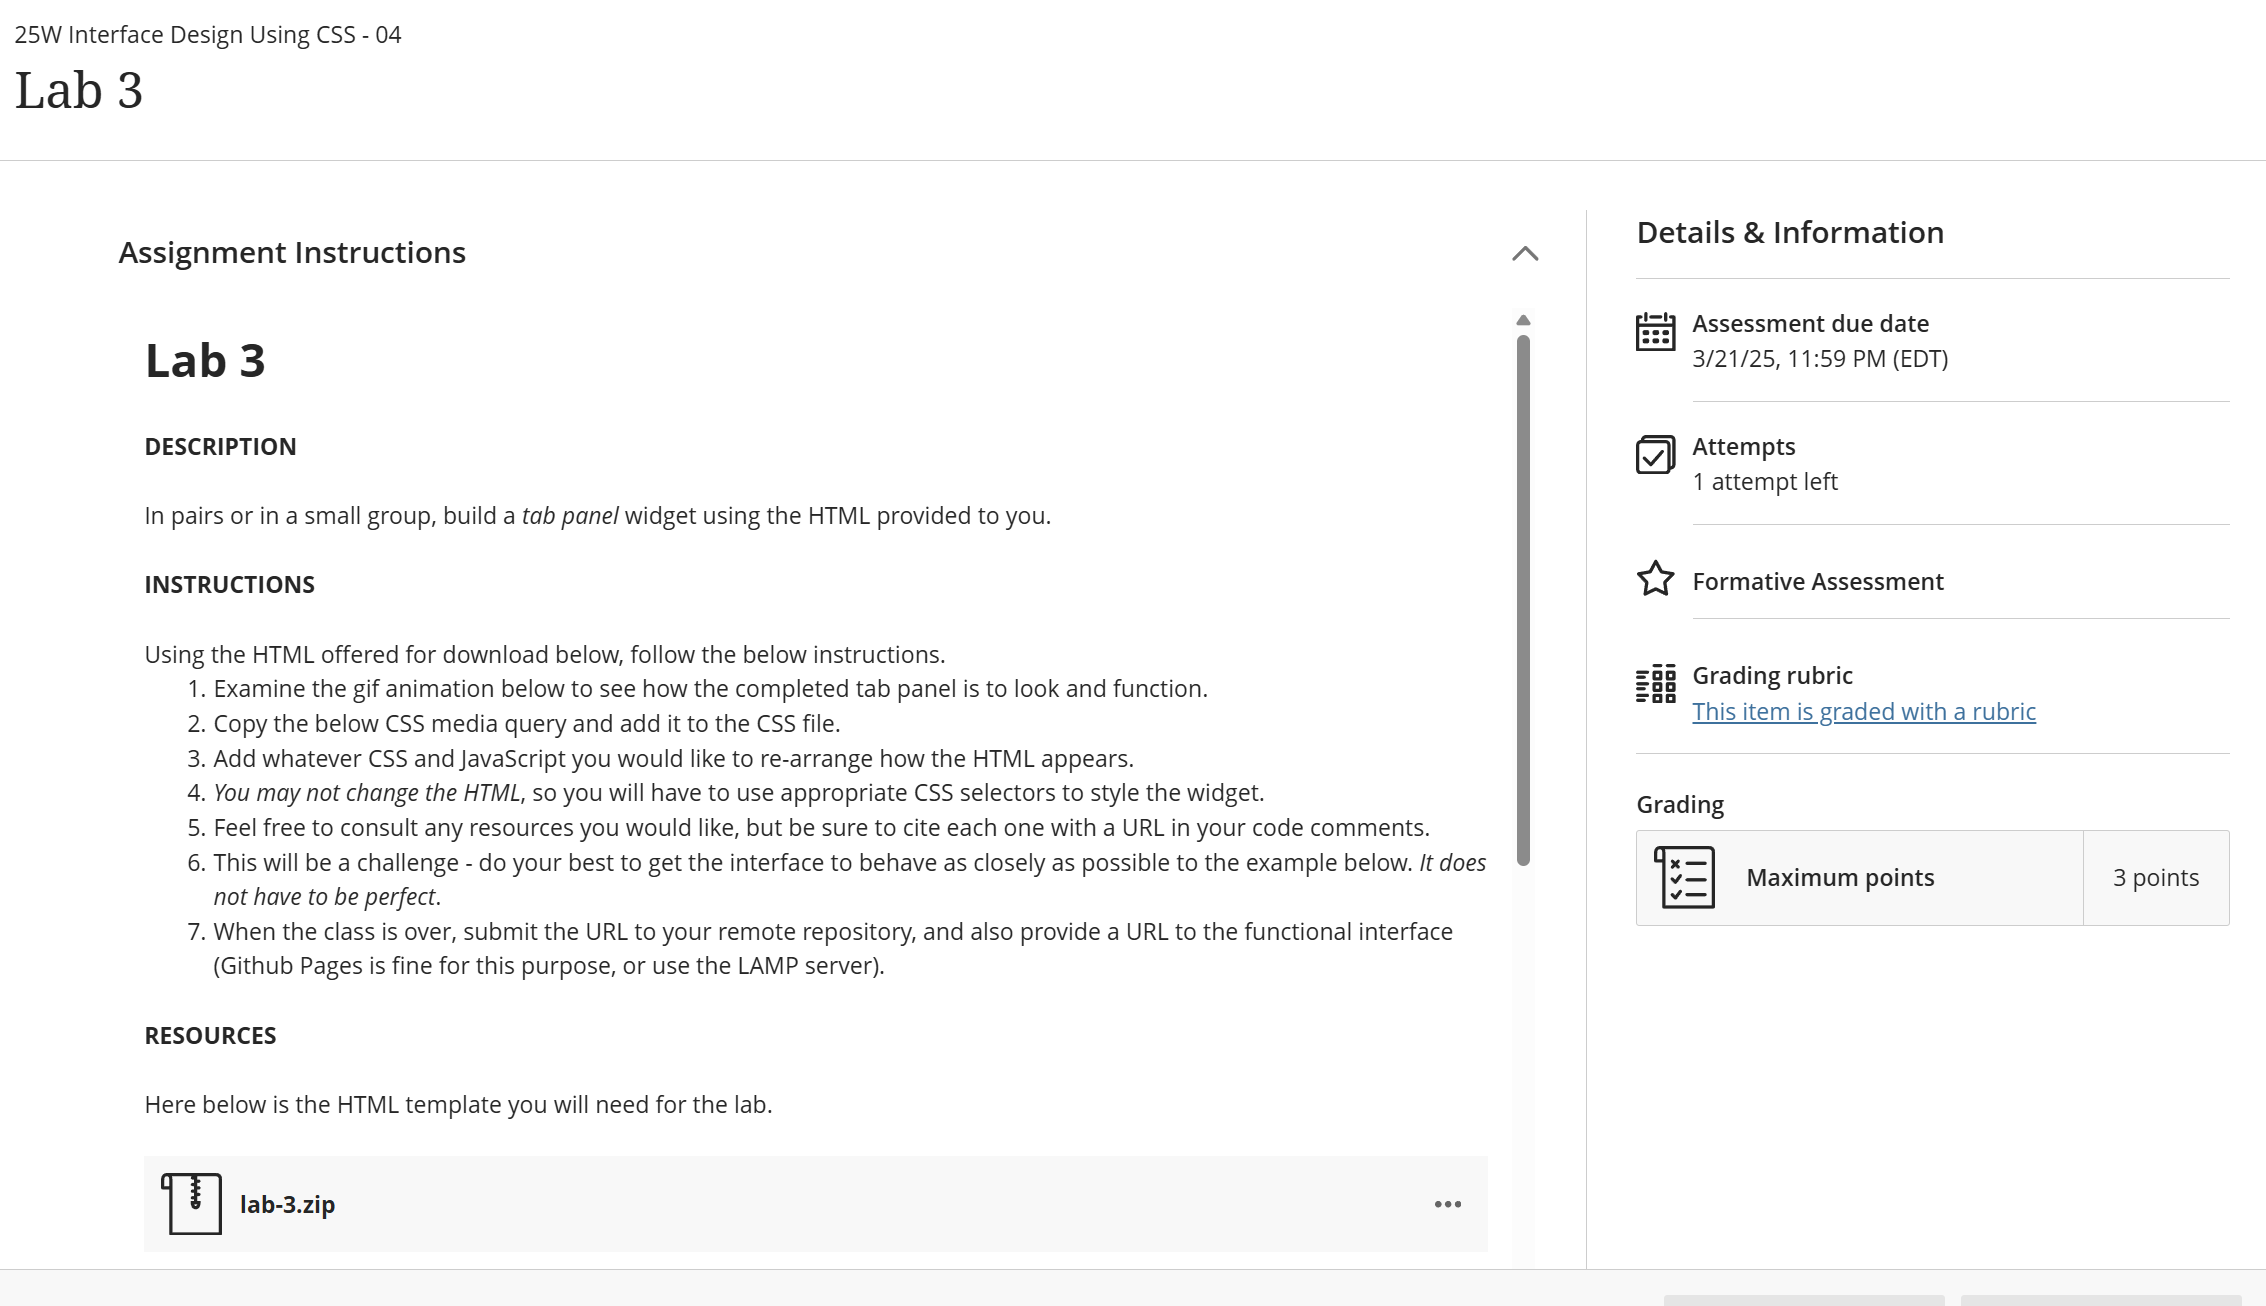 25W Interface Design Using CSS - 04
Lab 3
Assignment Instructions
Lab 3
DESCRIPTION
In pairs or in a small group, build a tab panel widget using the HTML provided to you.
INSTRUCTIONS
Using the HTML offered for download below, follow the below instructions.
1. Examine the gif animation below to see how the completed tab panel is to look and function.
2. Copy the below CSS media query and add it to the CSS file.
3. Add whatever CSS and JavaScript you would like to re-arrange how the HTML appears.
4. You may not change the HTML, so you will have to use appropriate CSS selectors to style the widget.
5. Feel free to consult any resources you would like, but be sure to cite each one with a URL in your code comments.
6. This will be a challenge - do your best to get the interface to behave as closely as possible to the example below. It does
not have to be perfect.
7. When the class is over, submit the URL to your remote repository, and also provide a URL to the functional interface
(Github Pages is fine for this purpose, or use the LAMP server).
RESOURCES
Here below is the HTML template you will need for the lab.
lab-3.zip
Details & Information
Assessment due date
3/21/25, 11:59 PM (EDT)
Attempts
1 attempt left
Formative Assessment
Grading rubric
This item is graded with a rubric
Grading
Maximum points
3 points